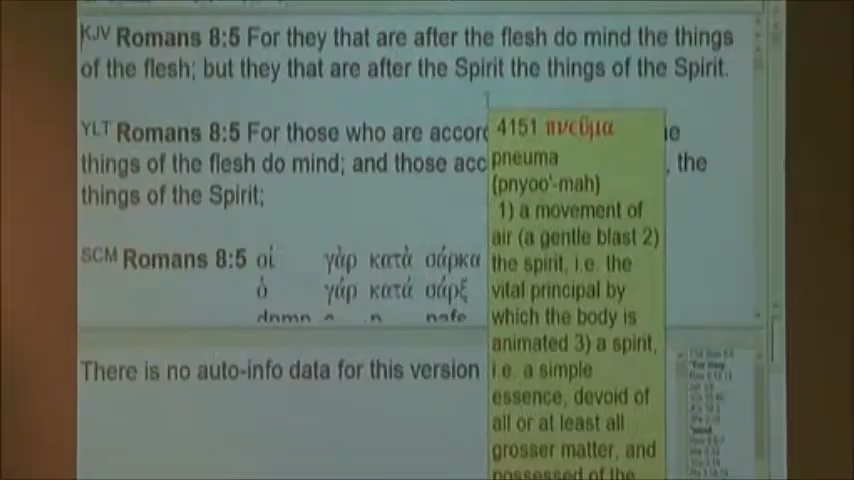 KJV Romans 8:5 For they that are after the flesh do mind the things
of the flesh; but they that are after the Spirit the things of the Spirit.
YLT Romans 8:5 For those who are accor
things of the flesh do mind; and those acc , the
things of the Spirit;
SCM Romans 8:5 οἱ γὰρ κατὰ σάρκα
ὁ γάρ κατά σάρξ
4151 πνεῦμα
pneuma
(pnyoo'-mah)
1) a movement of
air (a gentle blast 2)
the spirit, i.e. the
vital principal by
which the body is
animated 3) a spirit,
i.e. a simple
essence, devoid of
all or at least all
grosser matter, and
possessed of the
There is no auto-info data for this version